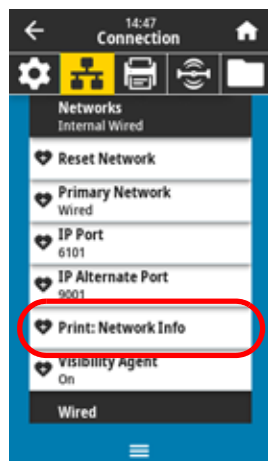 14:47
Connection
Networks
Internal Wired
Reset Network
Primary Network
Wired
IP Port
6101
IP Alternate Port
9001
Print: Network Info
Visibility Agent
On
Wired